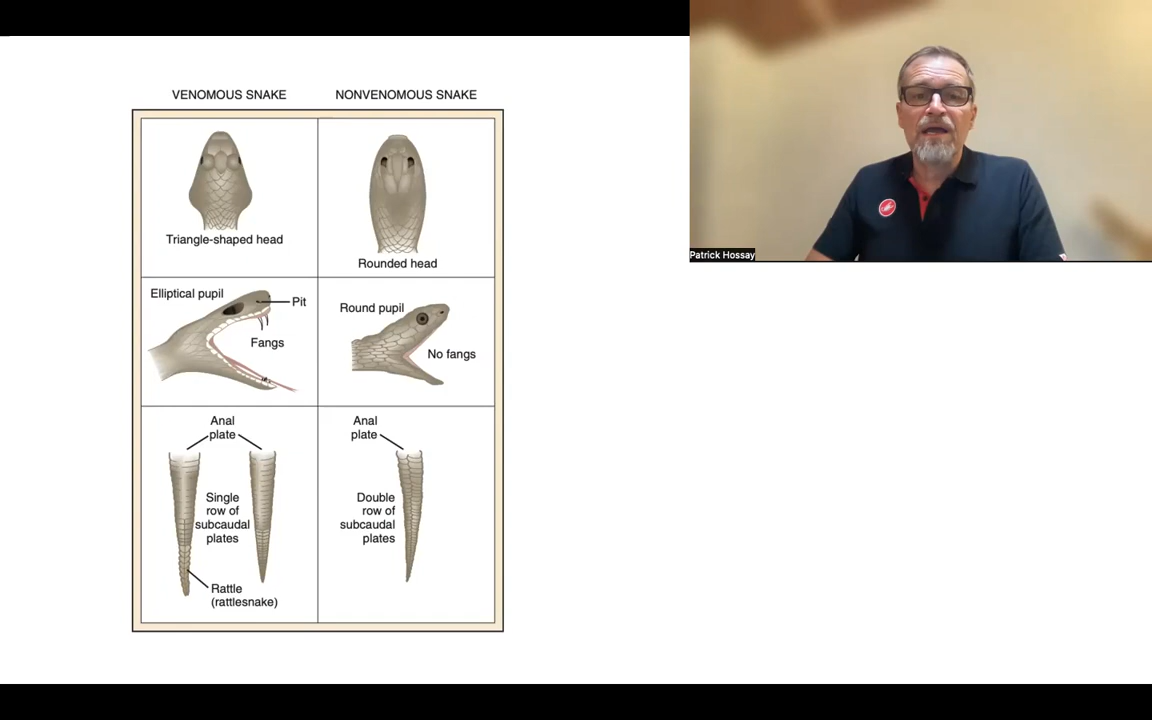 VENOMOUS SNAKE
NONVENOMOUS SNAKE
Triangle-shaped head
Rounded head
Elliptical pupil
Pit
Fangs
Round pupil
No fangs
Anal
plate
Single
row of
subcaudal
plates
Rattle
(rattlesnake)
Anal
plate
Double
row of
subcaudal
plates
Patrick Hossay